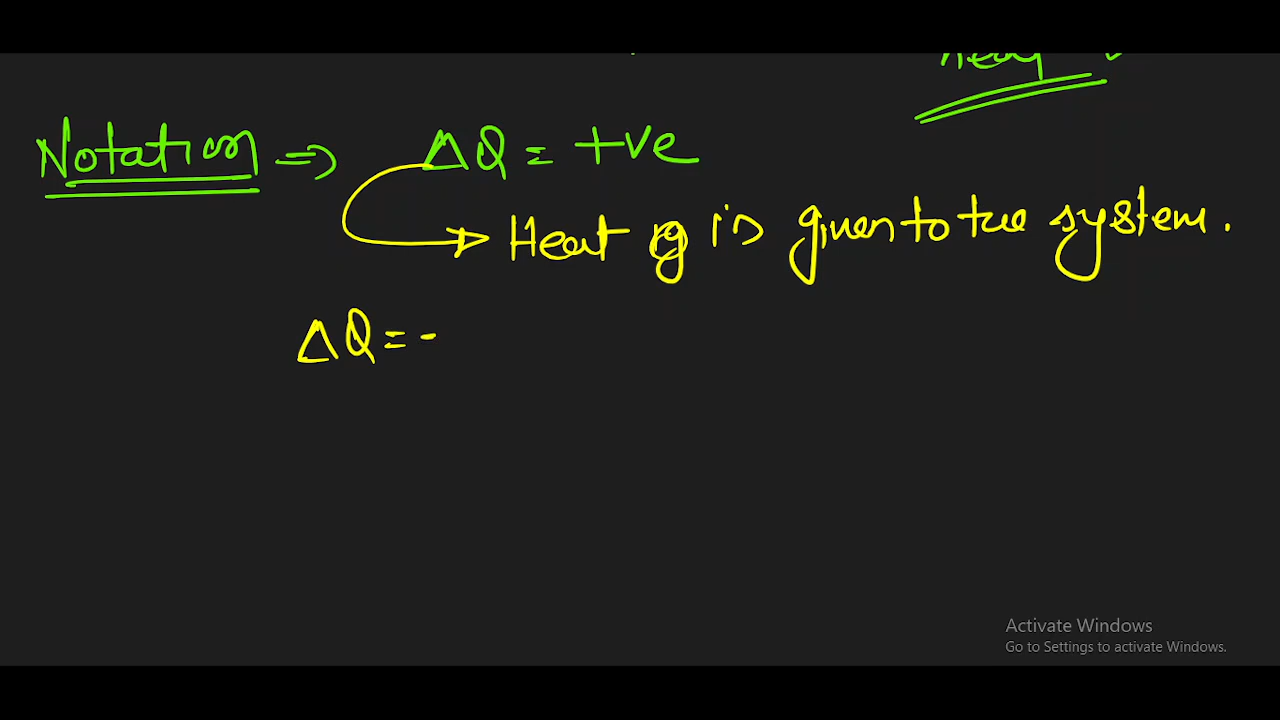 Notation ⇒ ΔQ = +ve
Heat is given to the system.
ΔQ = -
Activate Windows
Go to Settings to activate Windows.